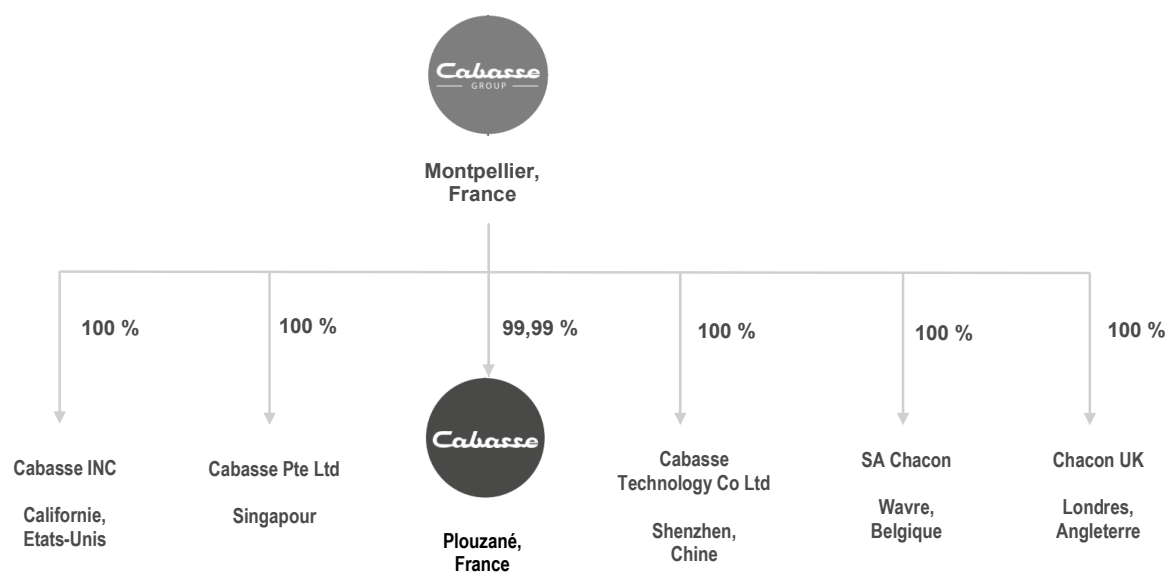 Cabasse
GROUP
Montpellier,
France
100 %
100 %
99,99 %
100 %
100 %
100 %
Cabasse INC
Californie,
Etats-Unis
Cabasse Pte Ltd
Singapour
Cabasse
Plouzané,
France
Cabasse
Technology Co Ltd
Shenzhen,
Chine
SA Chacon
Wavre,
Belgique
Chacon UK
Londres,
Angleterre